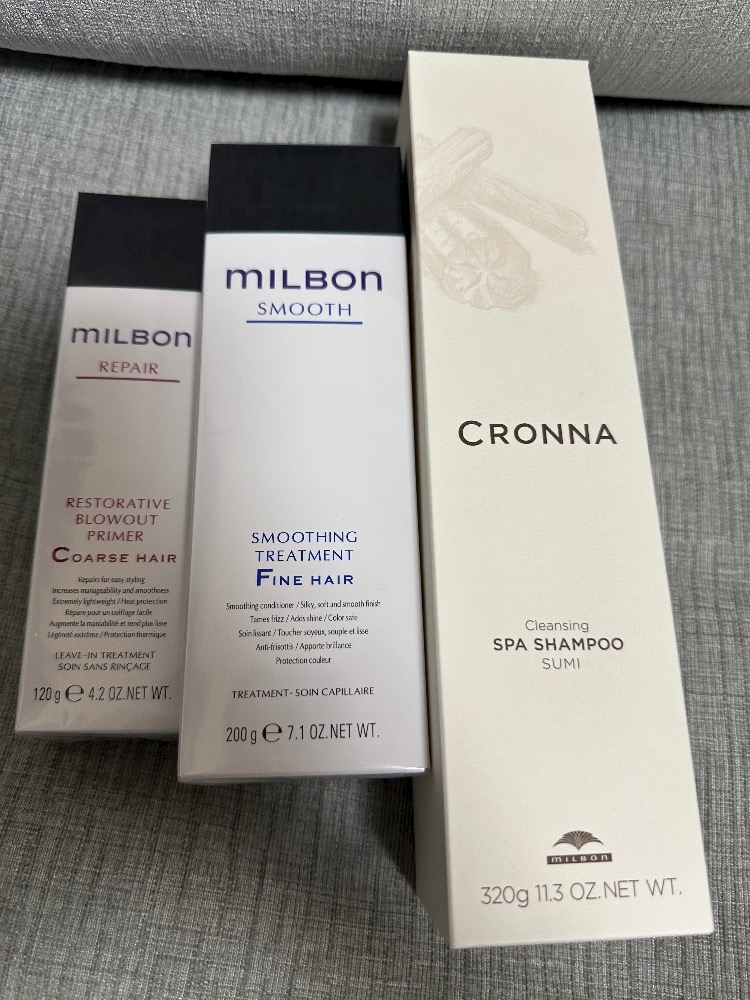 MILBON
REPAIR
RESTORATIVE
BLOWOUT
PRIMER
COARSE HAIR
Repairs for easy styling
Increases manageability and smoothness
Extremely lightweight / Heat protection
Répare pour un coiffage facile
Augmente la maniabilité et rend plus lisse
Légèreté extrême / Protection thermique
LEAVE-IN TREATMENT
SOIN SANS RINÇAGE
120 g ℮ 4.2 OZ.NET WT.
MILBON
SMOOTH
SMOOTHING
TREATMENT
FINE HAIR
Smoothing conditioner / Silky, soft and smooth finish
Tames frizz / Adds shine / Color safe
Soin lissant / Toucher soyeux, souple et lisse
Anti-frisottis / Apporte brillance
Protection couleur
TREATMENT-SOIN CAPILLAIRE
200 g ℮ 7.1 OZ.NET WT.
CRONNA
Cleansing
SPA SHAMPOO
SUMI
MILBON
320g 11.3 OZ.NET WT.